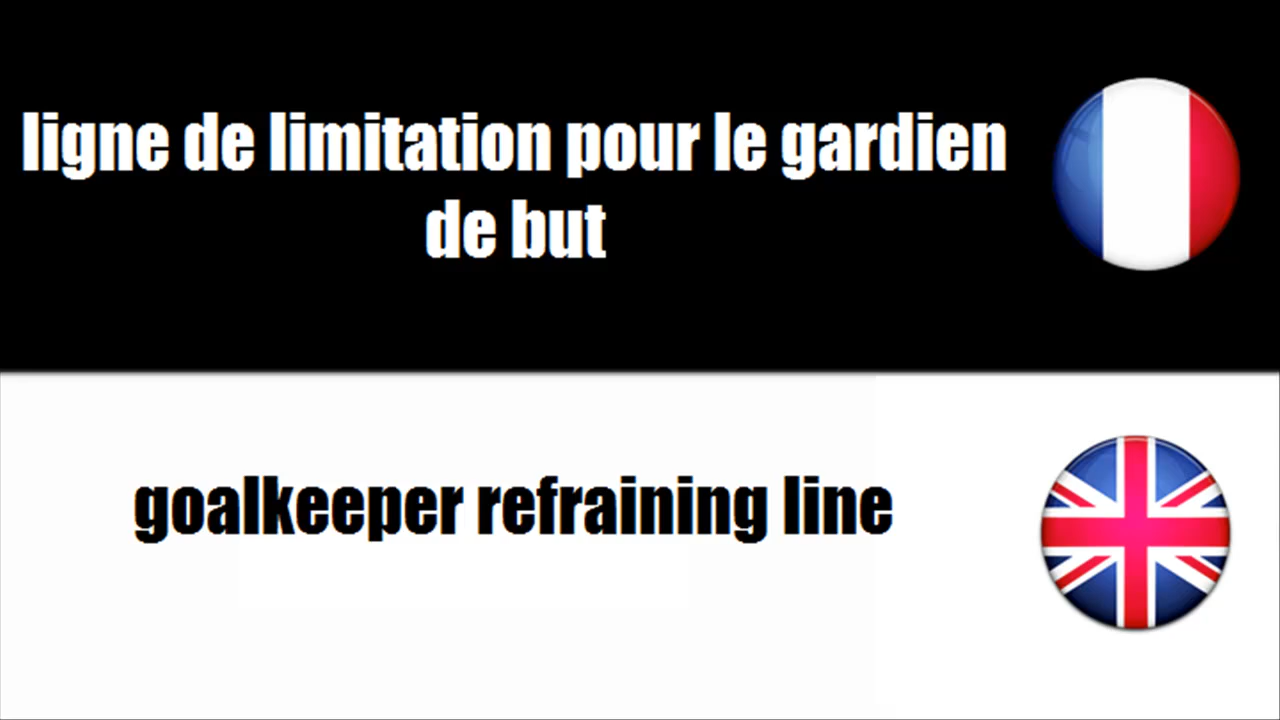 ligne de limitation pour le gardien
de but
goalkeeper refraining line